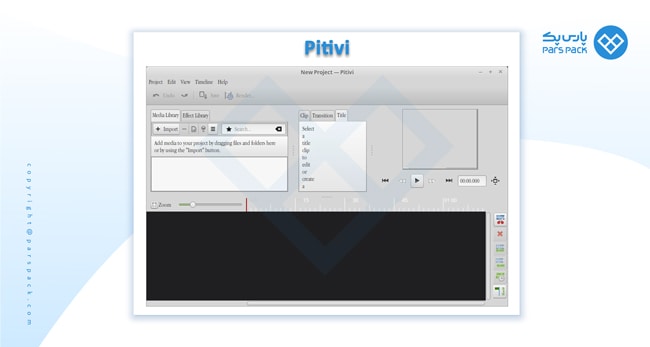 Pitivi
پارس پک
PARS PACK
New Project — Pitivi
Project Edit View Timeline Help
Undo Save Render...
Media Library Effect Library
Clip Transition Title
+ Import
Search...
Add media to your project by dragging files and folders here
or by using the "Import" button.
Select
a
title
clip
to
edit
or
create
a
00:00.000
Zoom
copyright@parspack.com